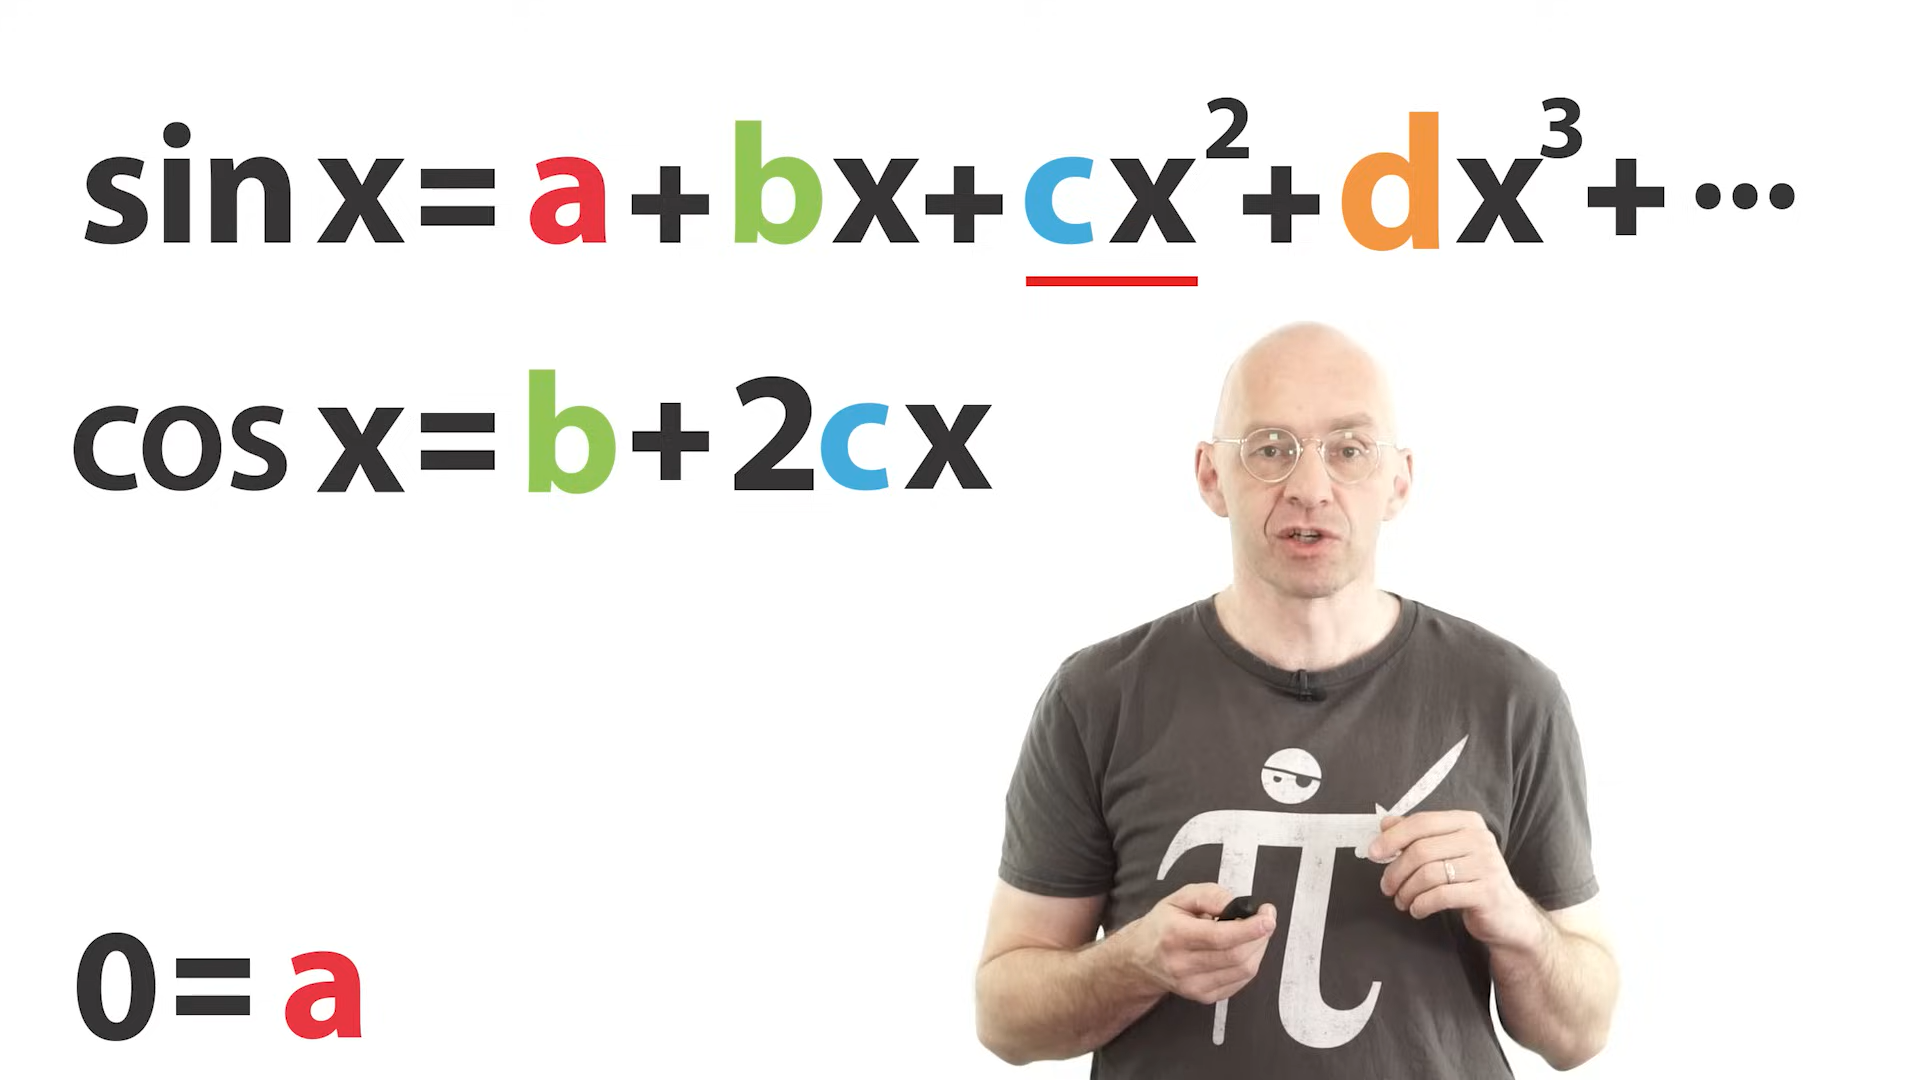 sin x = a + bx + cx² + dx³ + ···
cos x = b + 2cx
π
0 = a